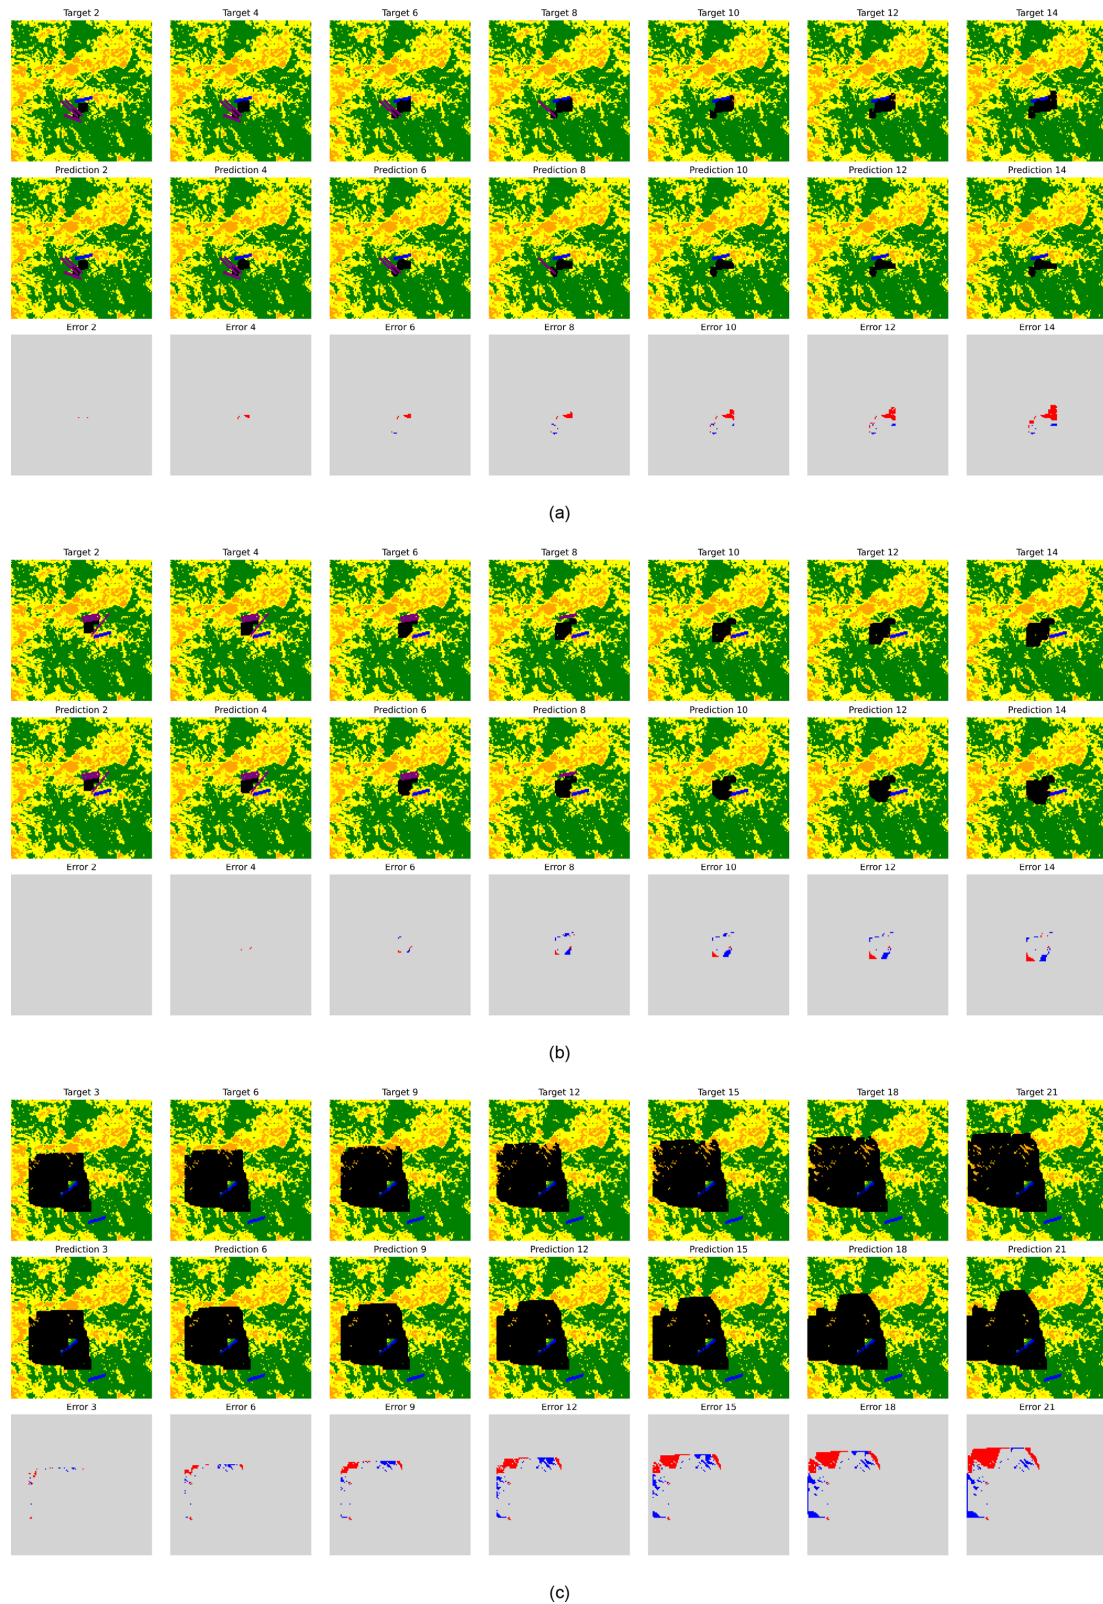 Target 2 Target 4 Target 6 Target 8 Target 10 Target 12 Target 14
Prediction 2 Prediction 4 Prediction 6 Prediction 8 Prediction 10 Prediction 12 Prediction 14
Error 2 Error 4 Error 6 Error 8 Error 10 Error 12 Error 14
(a)
Target 2 Target 4 Target 6 Target 8 Target 10 Target 12 Target 14
Prediction 2 Prediction 4 Prediction 6 Prediction 8 Prediction 10 Prediction 12 Prediction 14
Error 2 Error 4 Error 6 Error 8 Error 10 Error 12 Error 14
(b)
Target 3 Target 6 Target 9 Target 12 Target 15 Target 18 Target 21
Prediction 3 Prediction 6 Prediction 9 Prediction 12 Prediction 15 Prediction 18 Prediction 21
Error 3 Error 6 Error 9 Error 12 Error 15 Error 18 Error 21
(c)